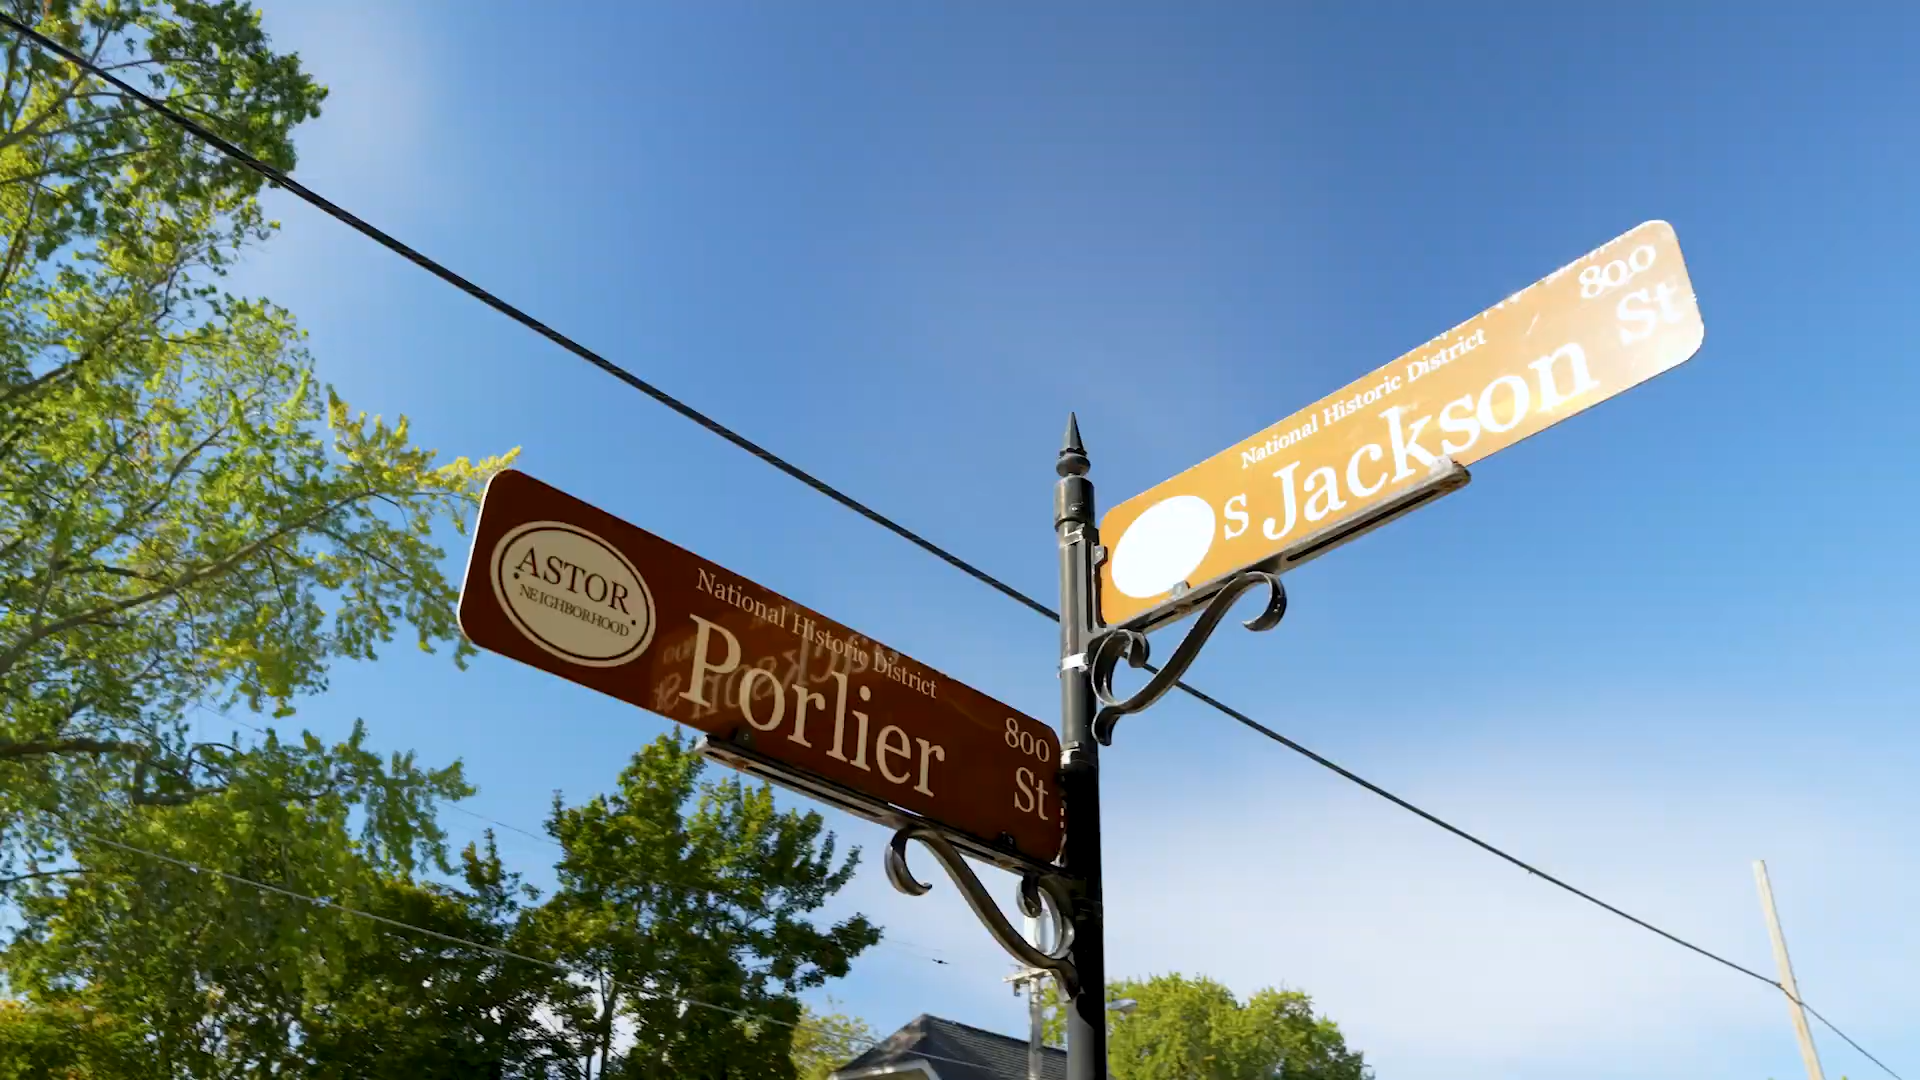 ASTOR
NEIGHBORHOOD
National Historic District
Porlier
800
St
National Historic District
S Jackson
800
St